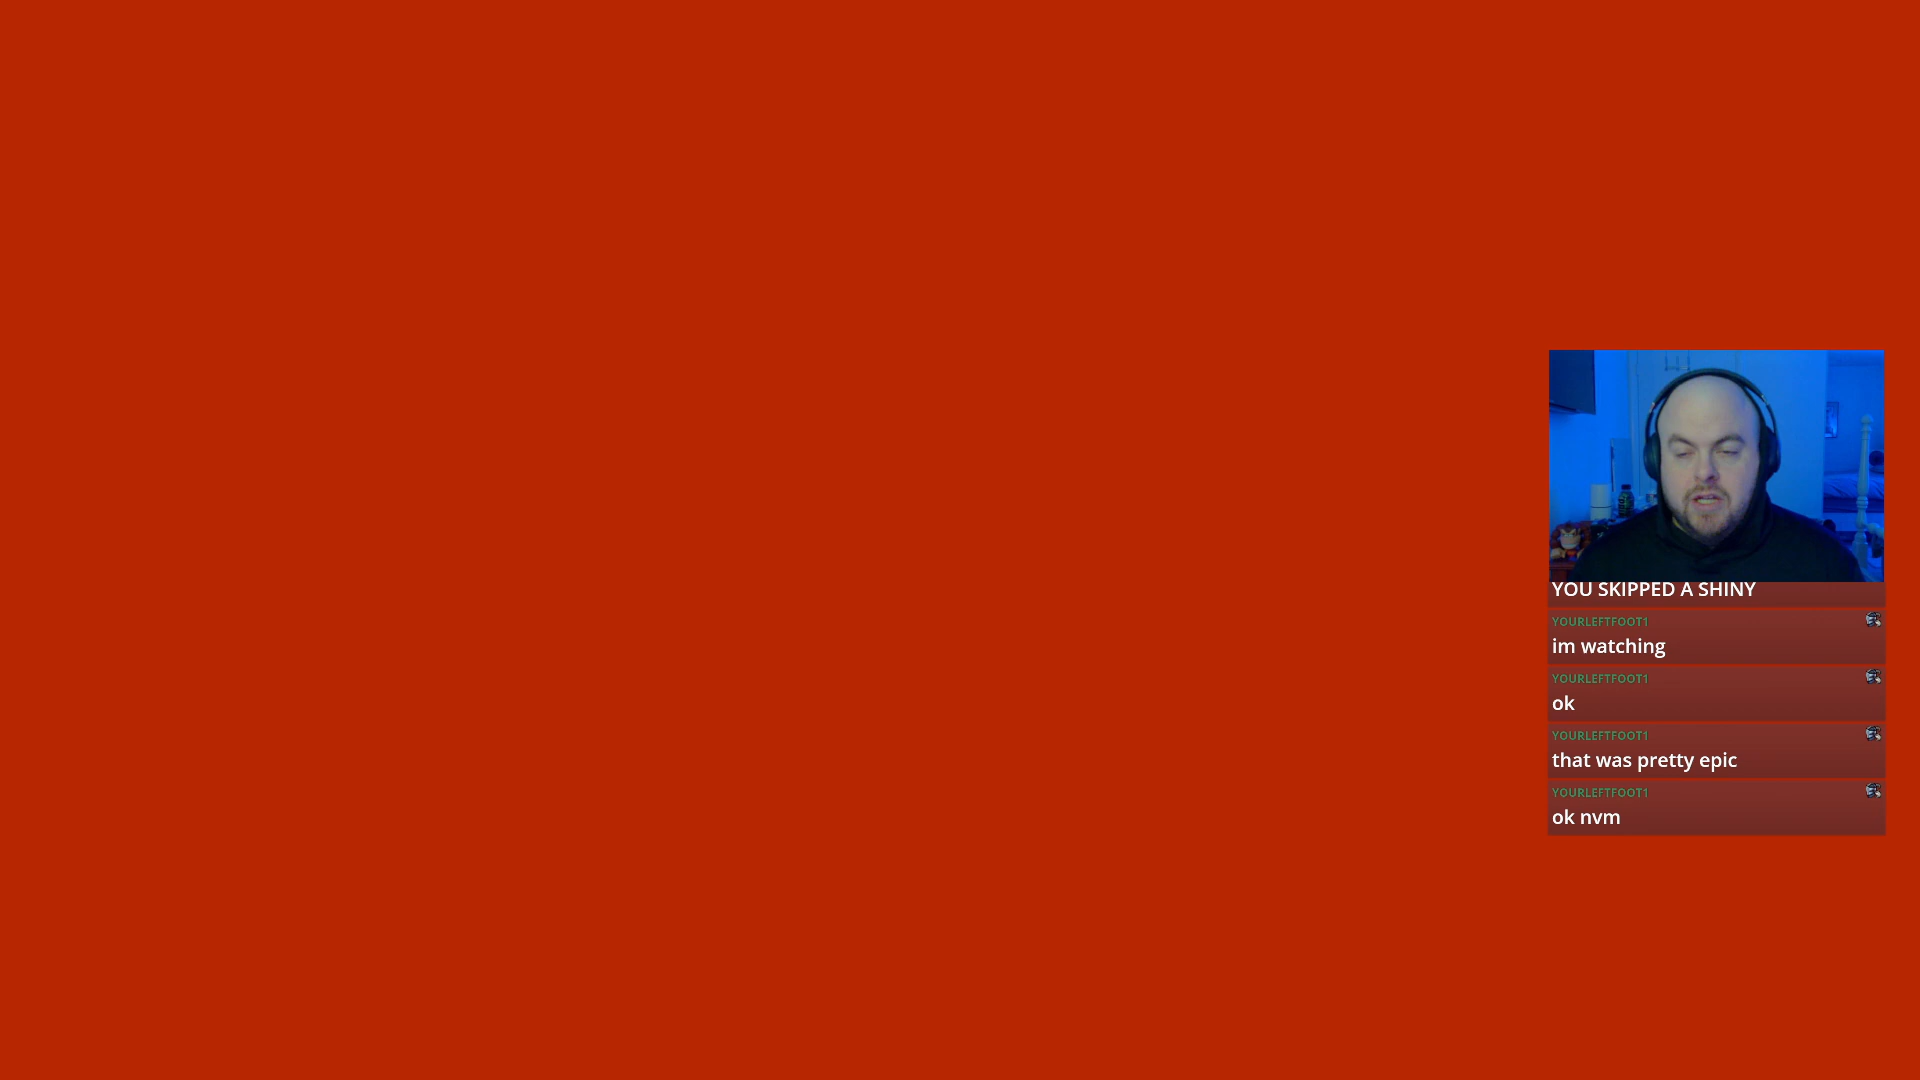 YOU SKIPPED A SHINY
YOURLEFTFOOT1
im watching
YOURLEFTFOOT1
ok
YOURLEFTFOOT1
that was pretty epic
YOURLEFTFOOT1
ok nvm